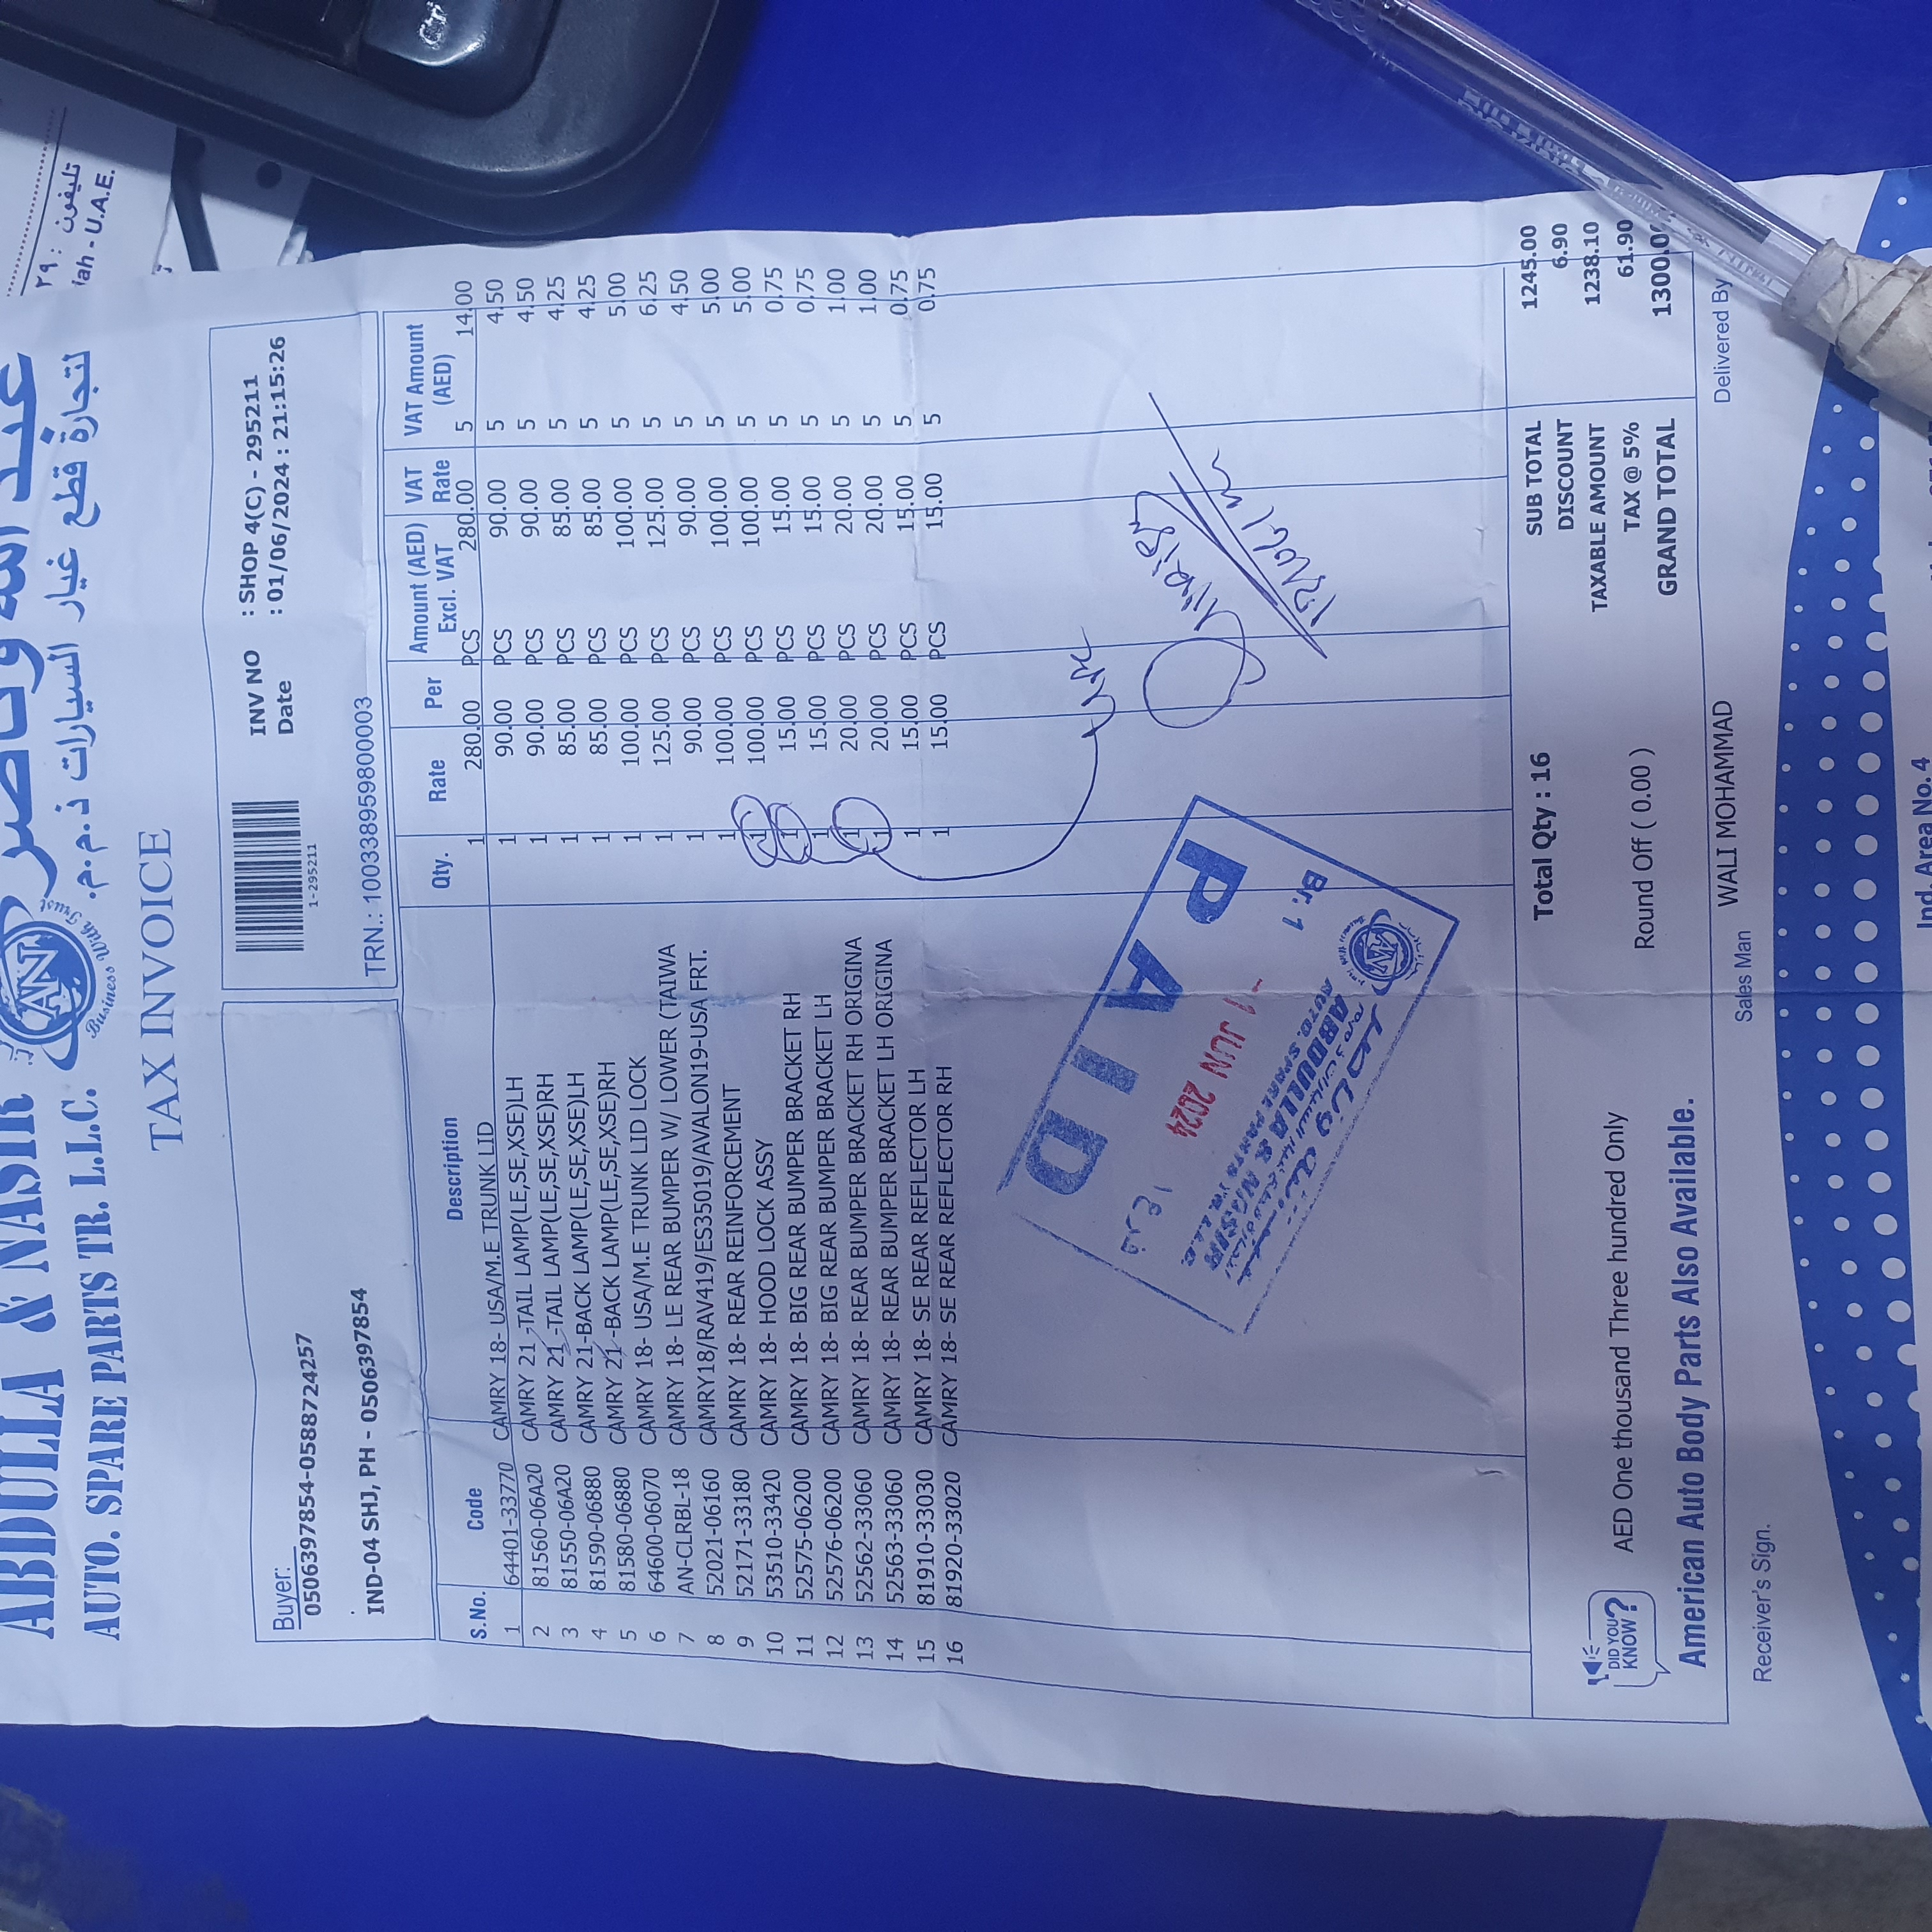 Ctrl
تليفون : ٢٩
jah - U.A.E.
عبد الله و ناصر
لتجارة قطع غيار السيارات ذ.م.م.
ABDULLA & NASIR
AUTO. SPARE PARTS TR. L.L.C.
AN
Business With Trust
TAX INVOICE
Buyer:
0506397854-0588724257
IND-04 SHJ, PH - 0506397854
1-295211
INV NO : SHOP 4(C) - 295211
Date : 01/06/2024 : 21:15:26
TRN.: 100338959800003
S.No. Code Description Qty. Rate Per Amount (AED) Excl. VAT VAT Rate VAT Amount (AED)
1 64401-33770 CAMRY 18- USA/M.E TRUNK LID 1 280.00 PCS 280.00 5 14.00
2 81560-06A20 CAMRY 21 -TAIL LAMP(LE,SE,XSE)LH 1 90.00 PCS 90.00 5 4.50
3 81550-06A20 CAMRY 21-TAIL LAMP(LE,SE,XSE)RH 1 90.00 PCS 90.00 5 4.50
4 81590-06880 CAMRY 21-BACK LAMP(LE,SE,XSE)LH 1 85.00 PCS 85.00 5 4.25
5 81580-06880 CAMRY 21-BACK LAMP(LE,SE,XSE)RH 1 85.00 PCS 85.00 5 4.25
6 64600-06070 CAMRY 18- USA/M.E TRUNK LID LOCK 1 100.00 PCS 100.00 5 5.00
7 AN-CLRBL-18 CAMRY 18- LE REAR BUMPER W/ LOWER (TAIWA 1 125.00 PCS 125.00 5 6.25
8 52021-06160 CAMRY18/RAV419/ES35019/AVALON19-USA FRT. 1 90.00 PCS 90.00 5 4.50
9 52171-33180 CAMRY 18- REAR REINFORCEMENT 1 100.00 PCS 100.00 5 5.00
10 53510-33420 CAMRY 18- HOOD LOCK ASSY 1 100.00 PCS 100.00 5 5.00
11 52575-06200 CAMRY 18- BIG REAR BUMPER BRACKET RH 1 15.00 PCS 15.00 5 0.75
12 52576-06200 CAMRY 18- BIG REAR BUMPER BRACKET LH 1 15.00 PCS 15.00 5 0.75
13 52562-33060 CAMRY 18- REAR BUMPER BRACKET RH ORIGINA 1 20.00 PCS 20.00 5 1.00
14 52563-33060 CAMRY 18- REAR BUMPER BRACKET LH ORIGINA 1 20.00 PCS 20.00 5 1.00
15 81910-33030 CAMRY 18- SE REAR REFLECTOR LH 1 15.00 PCS 15.00 5 0.75
16 81920-33020 CAMRY 18- SE REAR REFLECTOR RH 1 15.00 PCS 15.00 5 0.75
PAID
Br. 1
-1 JUN 2024
ABDULLA & NASIR
AUTO. SPARE PARTS TR. L.L.C.
Total Qty : 16
Round Off ( 0.00 )
SUB TOTAL 1245.00
DISCOUNT 6.90
TAXABLE AMOUNT 1238.10
TAX @ 5% 61.90
GRAND TOTAL 1300.00
DID YOU KNOW?
AED One thousand Three hundred Only
American Auto Body Parts Also Available.
Receiver's Sign.
Sales Man WALI MOHAMMAD
Delivered By
Ind. Area No. 4